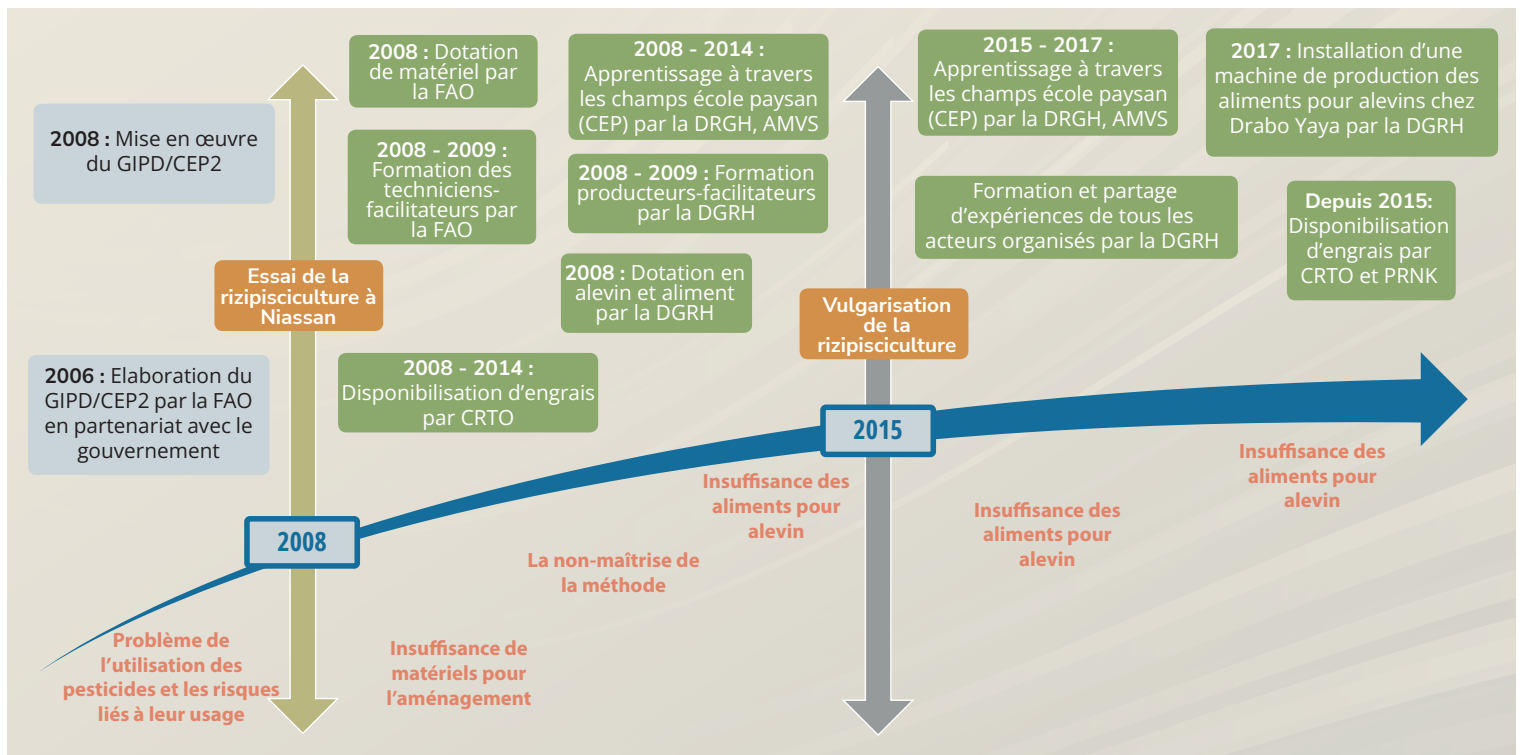 2008 : Mise en œuvre
du GIPD/CEP2
2006 : Elaboration du
GIPD/CEP2 par la FAO
en partenariat avec le
gouvernement
Essai de la
rizipisciculture à
Niassan
2008 : Dotation
de matériel par
la FAO
2008 - 2009 :
Formation des
techniciens-
facilitateurs par
la FAO
2008 - 2014 :
Disponibilisation d’engrais
par CRTO
2008 - 2014 :
Apprentissage à travers
les champs école paysan
(CEP) par la DRGH, AMVS
2008 - 2009 : Formation
producteurs-facilitateurs
par la DGRH
2008 : Dotation en
alevin et aliment
par la DGRH
Vulgarisation
de la
rizipisciculture
2015 - 2017 :
Apprentissage à travers
les champs école paysan
(CEP) par la DRGH, AMVS
Formation et partage
d’expériences de tous les
acteurs organisés par la DGRH
2017 : Installation d’une
machine de production des
aliments pour alevins chez
Drabo Yaya par la DGRH
Depuis 2015:
Disponibilisation
d’engrais par
CRTO et PRNK
2008
2015
Problème de
l’utilisation des
pesticides et les risques
liés à leur usage
Insuffisance de
matériels pour
l’aménagement
La non-maîtrise de
la méthode
Insuffisance des
aliments pour
alevin
Insuffisance des
aliments pour
alevin
Insuffisance des
aliments pour
alevin